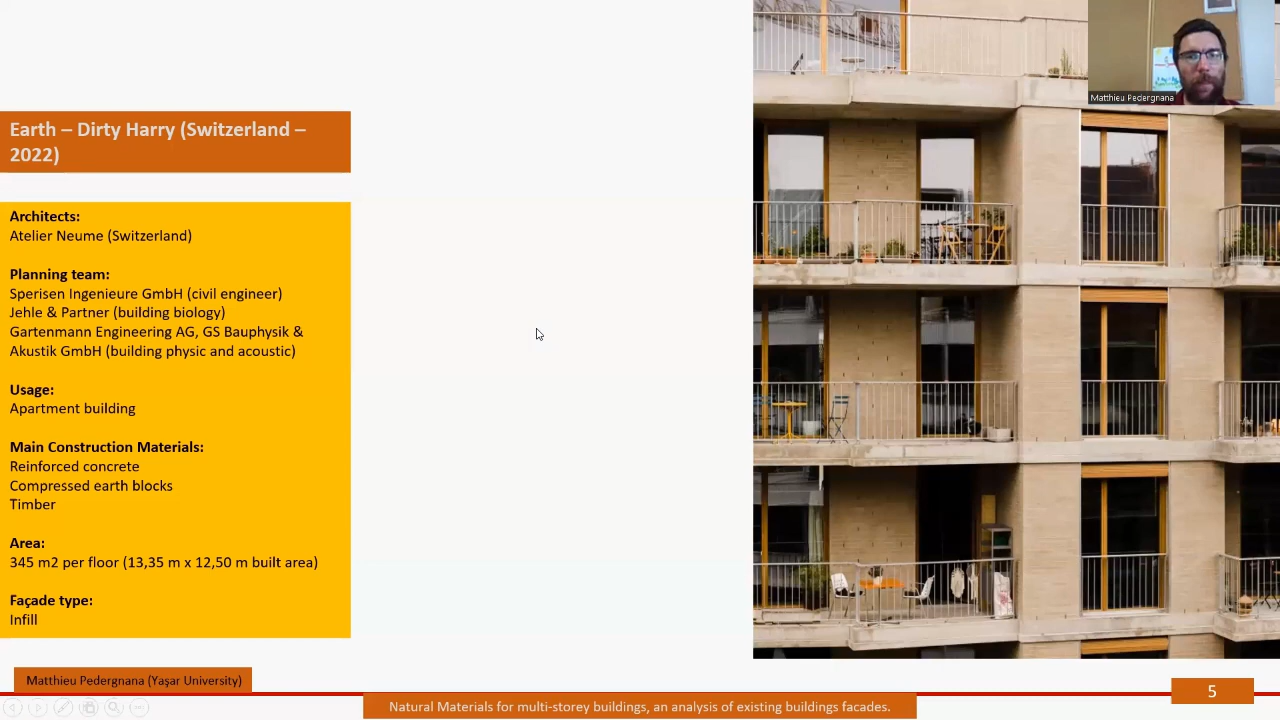 Matthieu Pedergnana
Earth – Dirty Harry (Switzerland –
2022)
Architects:
Atelier Neume (Switzerland)
Planning team:
Sperisen Ingenieure GmbH (civil engineer)
Jehle & Partner (building biology)
Gartenmann Engineering AG, GS Bauphysik &
Akustik GmbH (building physic and acoustic)
Usage:
Apartment building
Main Construction Materials:
Reinforced concrete
Compressed earth blocks
Timber
Area:
345 m2 per floor (13,35 m x 12,50 m built area)
Façade type:
Infill
Matthieu Pedergnana (Yaşar University)
Natural Materials for multi-storey buildings, an analysis of existing buildings facades.
5